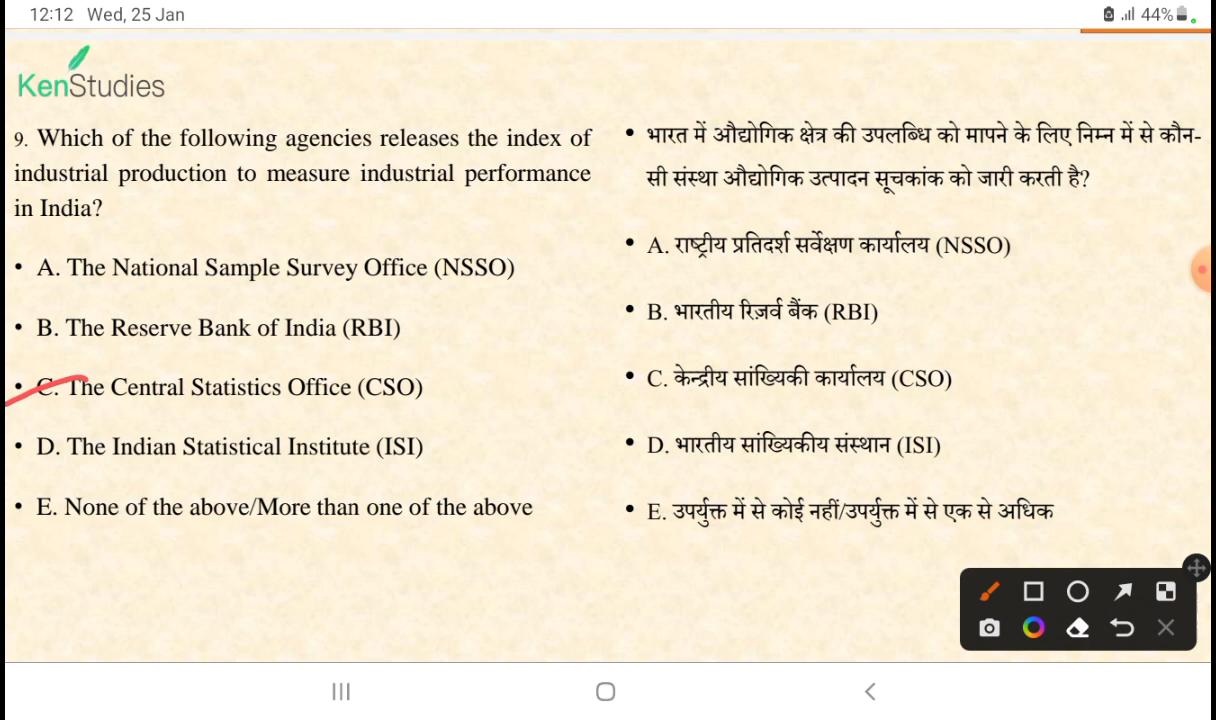 12:12 Wed, 25 Jan
44%
KenStudies
9. Which of the following agencies releases the index of
industrial production to measure industrial performance
in India?
• A. The National Sample Survey Office (NSSO)
• B. The Reserve Bank of India (RBI)
• C. The Central Statistics Office (CSO)
• D. The Indian Statistical Institute (ISI)
• E. None of the above/More than one of the above
• भारत में औद्योगिक क्षेत्र की उपलब्धि को मापने के लिए निम्न में से कौन-
सी संस्था औद्योगिक उत्पादन सूचकांक को जारी करती है?
• A. राष्ट्रीय प्रतिदर्श सर्वेक्षण कार्यालय (NSSO)
• B. भारतीय रिज़र्व बैंक (RBI)
• C. केन्द्रीय सांख्यिकी कार्यालय (CSO)
• D. भारतीय सांख्यिकीय संस्थान (ISI)
• E. उपर्युक्त में से कोई नहीं/उपर्युक्त में से एक से अधिक